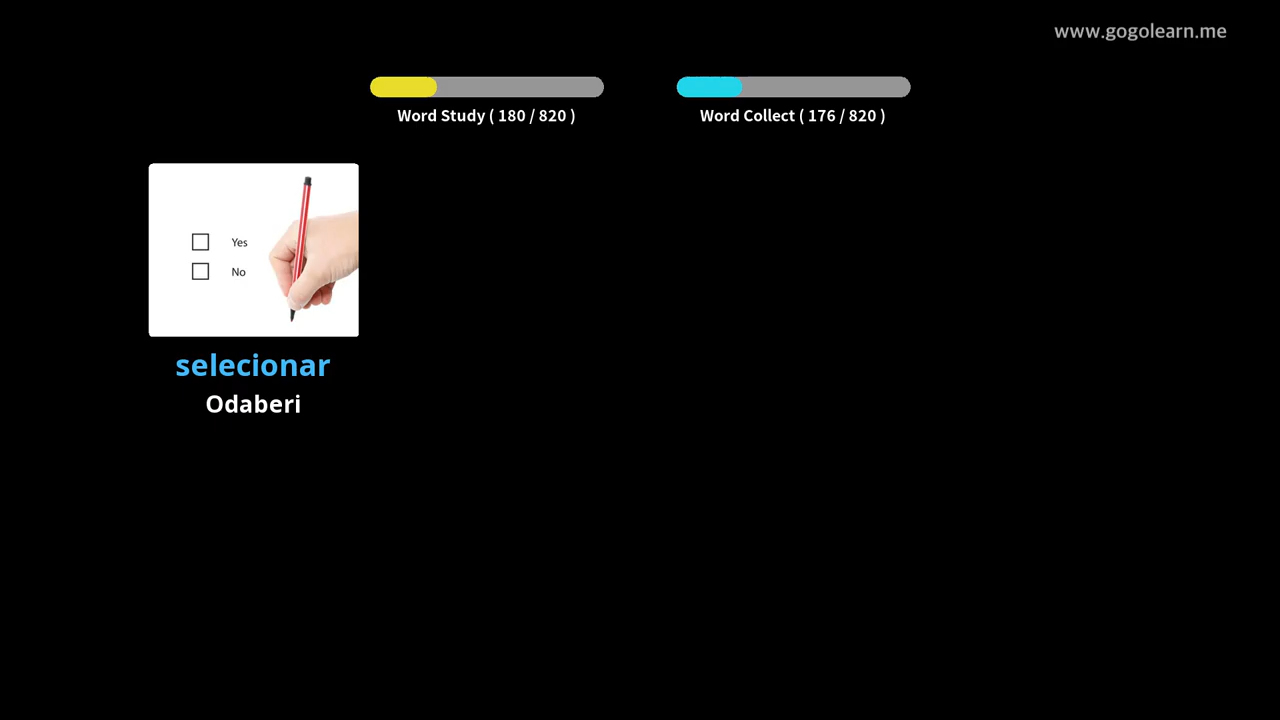 www.gogolearn.me
Word Study ( 180 / 820 )
Word Collect ( 176 / 820 )
Yes
No
selecionar
Odaberi